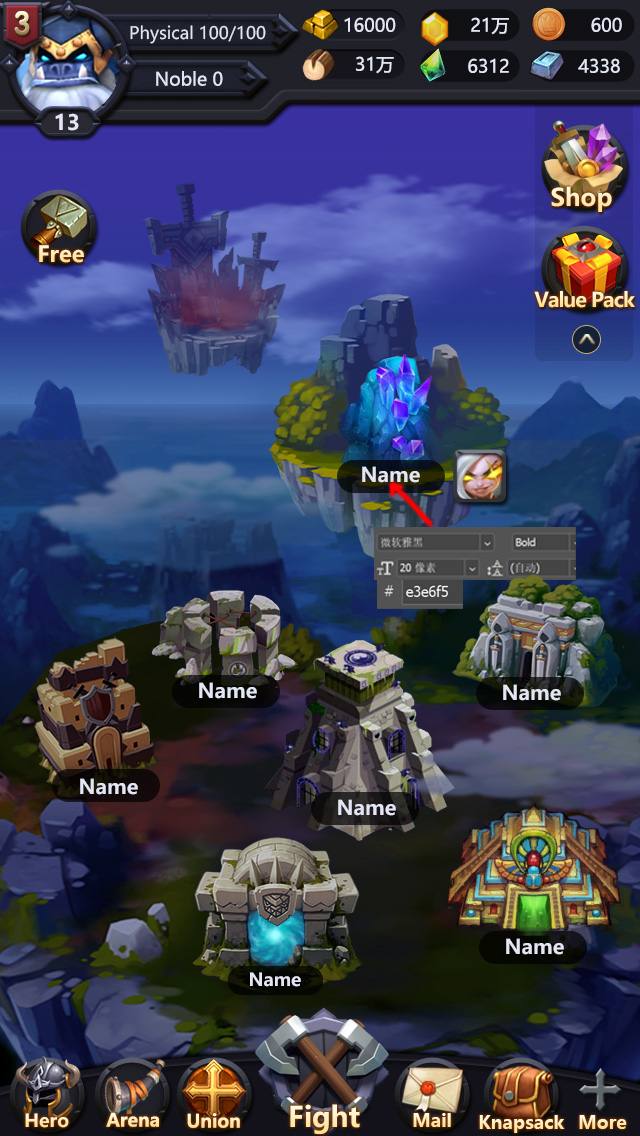 3
Physical 100/100
16000
21万
600
Noble 0
31万
6312
4338
13
Shop
Free
Value Pack
Name
微软雅黑
Bold
T 20 像素
(自动)
# e3e6f5
Name
Name
Name
Name
Name
Name
Fight
Hero
Arena
Union
Mail
Knapsack
More